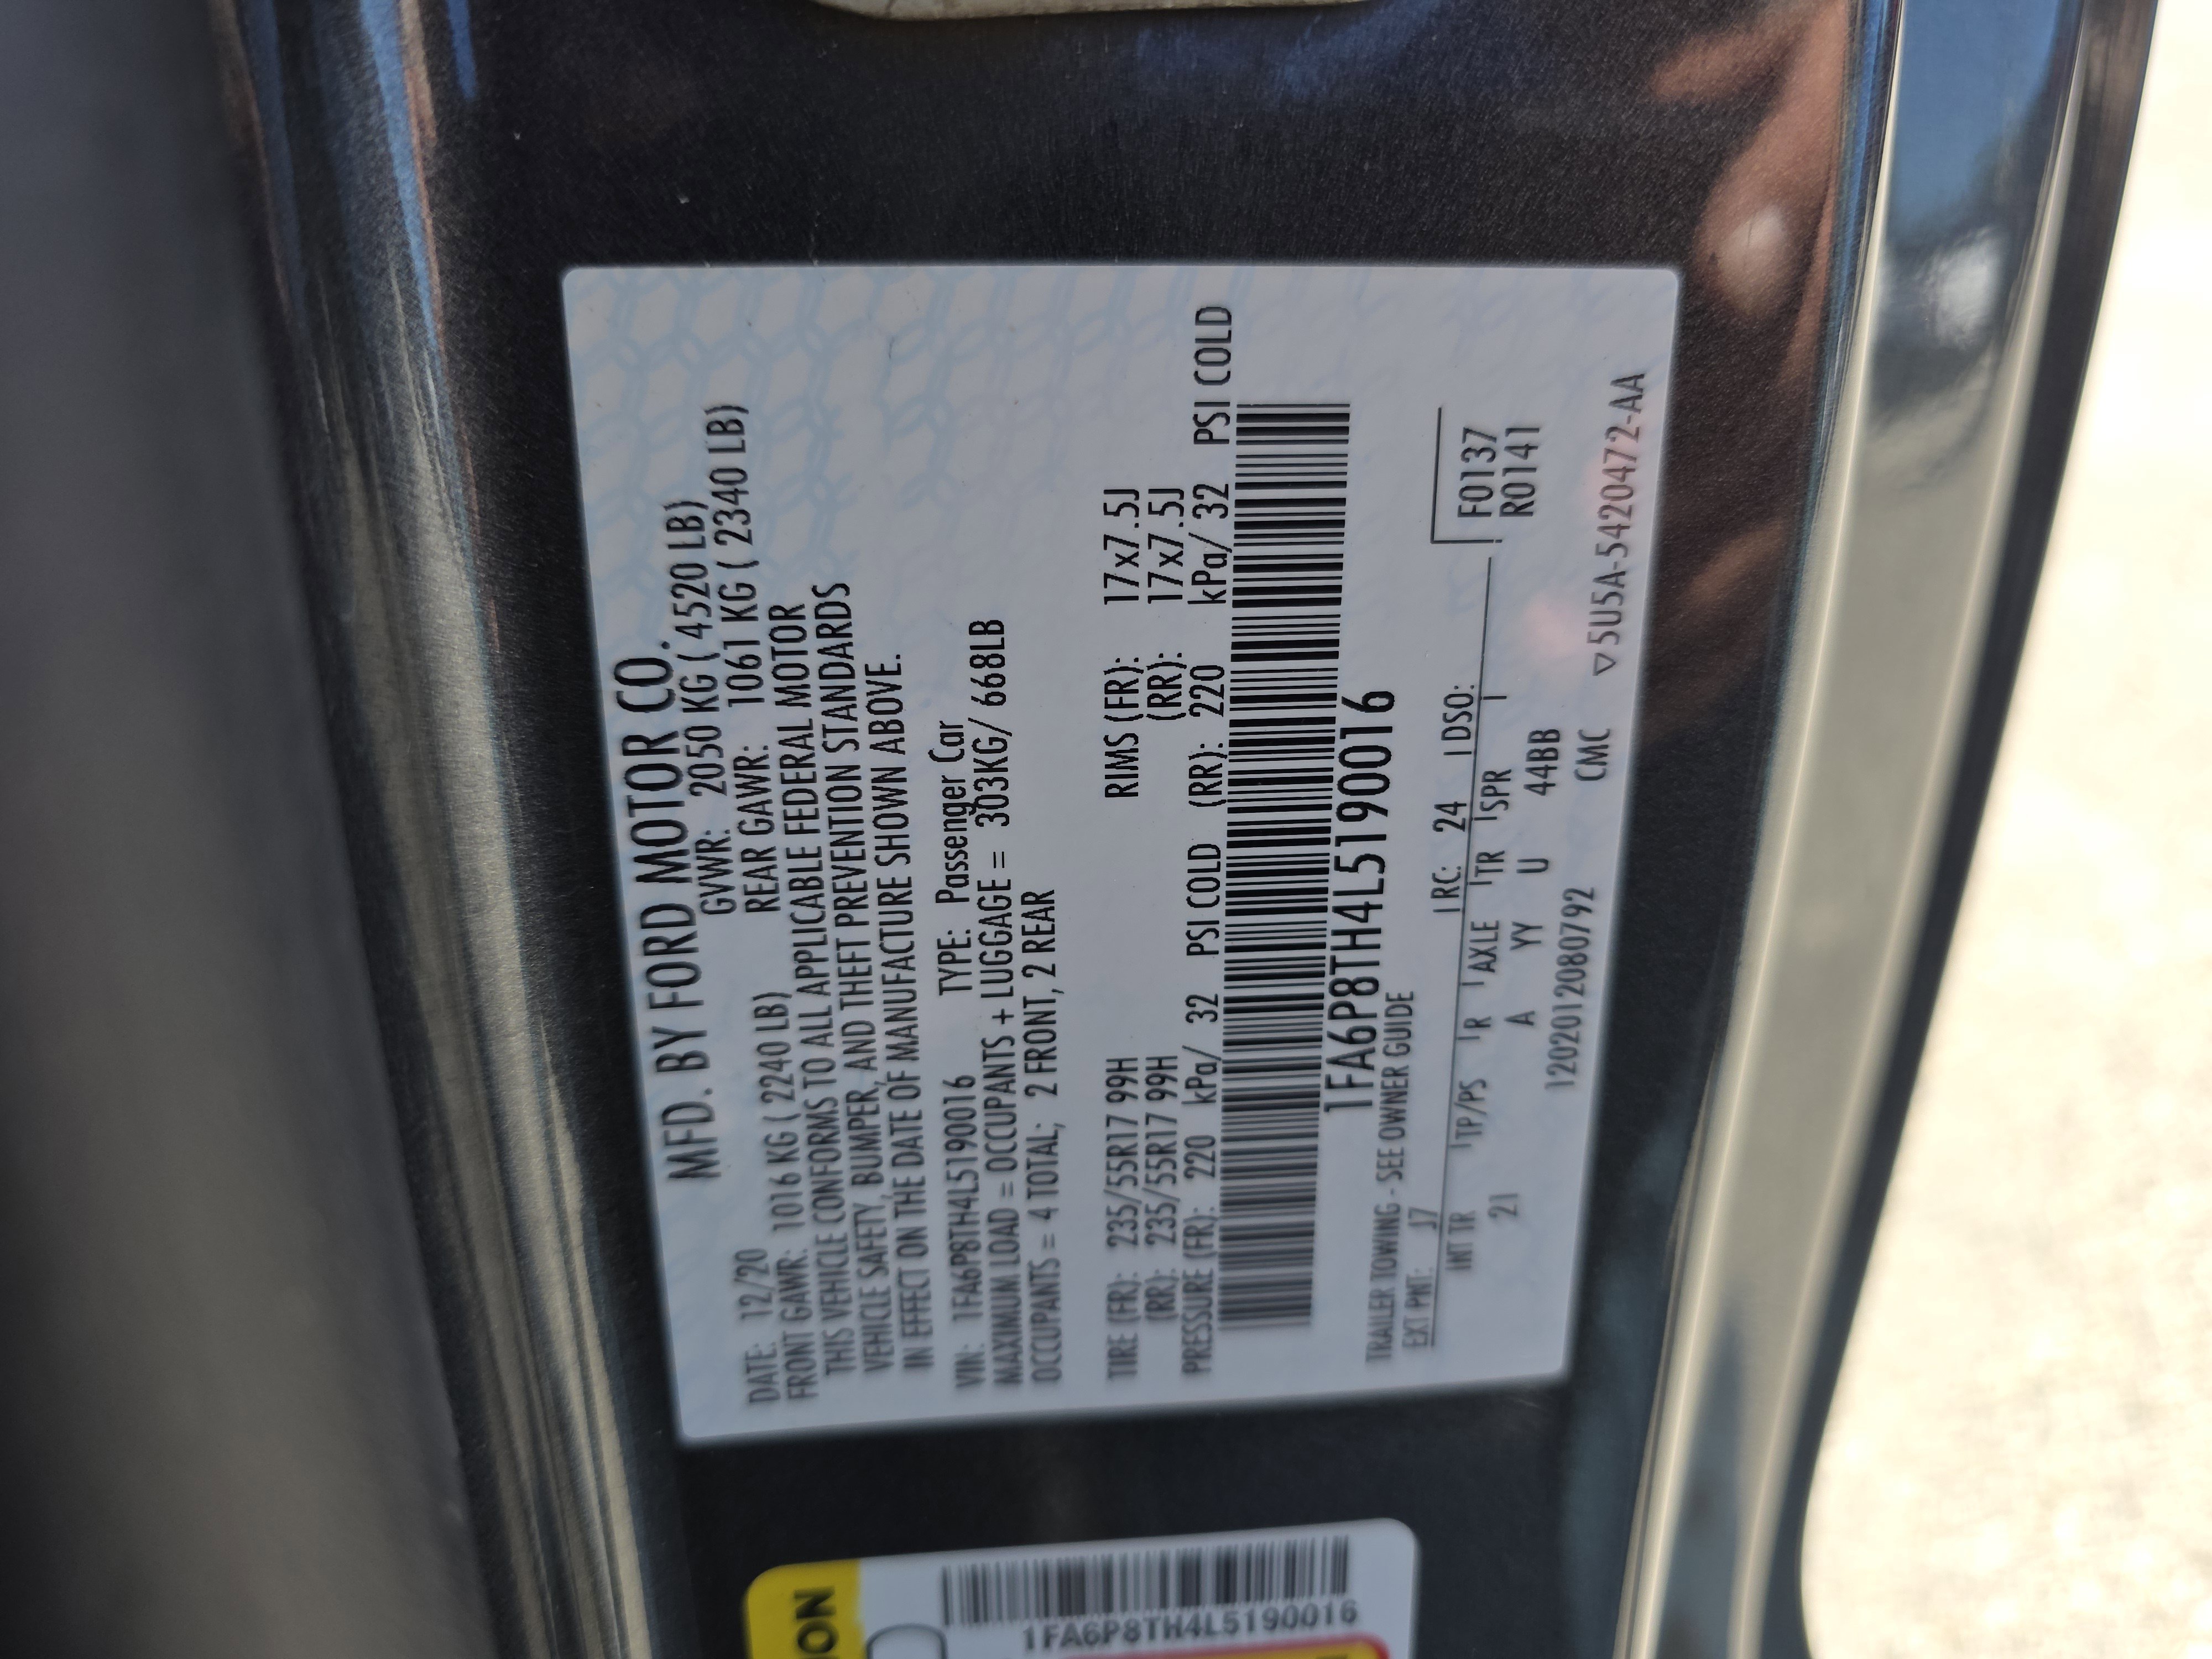 MFD. BY FORD MOTOR CO.
DATE: 12/20 GVWR: 2050 KG ( 4520 LB)
FRONT GAWR: 1016 KG ( 2240 LB) REAR GAWR: 1061 KG ( 2340 LB)
THIS VEHICLE CONFORMS TO ALL APPLICABLE FEDERAL MOTOR
VEHICLE SAFETY, BUMPER, AND THEFT PREVENTION STANDARDS
IN EFFECT ON THE DATE OF MANUFACTURE SHOWN ABOVE.
VIN: 1FA6P8TH4L5190016 TYPE: Passenger Car
MAXIMUM LOAD = OCCUPANTS + LUGGAGE = 303KG/ 668LB
OCCUPANTS = 4 TOTAL; 2 FRONT, 2 REAR
TIRE (FR): 235/55R17 99H RIMS (FR): 17x7.5J
(RR): 235/55R17 99H (RR): 17x7.5J
PRESSURE (FR): 220 kPa/ 32 PSI COLD (RR): 220 kPa/ 32 PSI COLD
1FA6P8TH4L5190016
TRAILER TOWING - SEE OWNER GUIDE
EXT PNT: J7 RC: 24 DSO: F0137
R0141
INT TR TP/PS R AXLE TR SPR
21 A YY U 44BB
1202012080792 CMC ▽5U5A-5420472-AA
ION
1FA6P8TH4L5190016